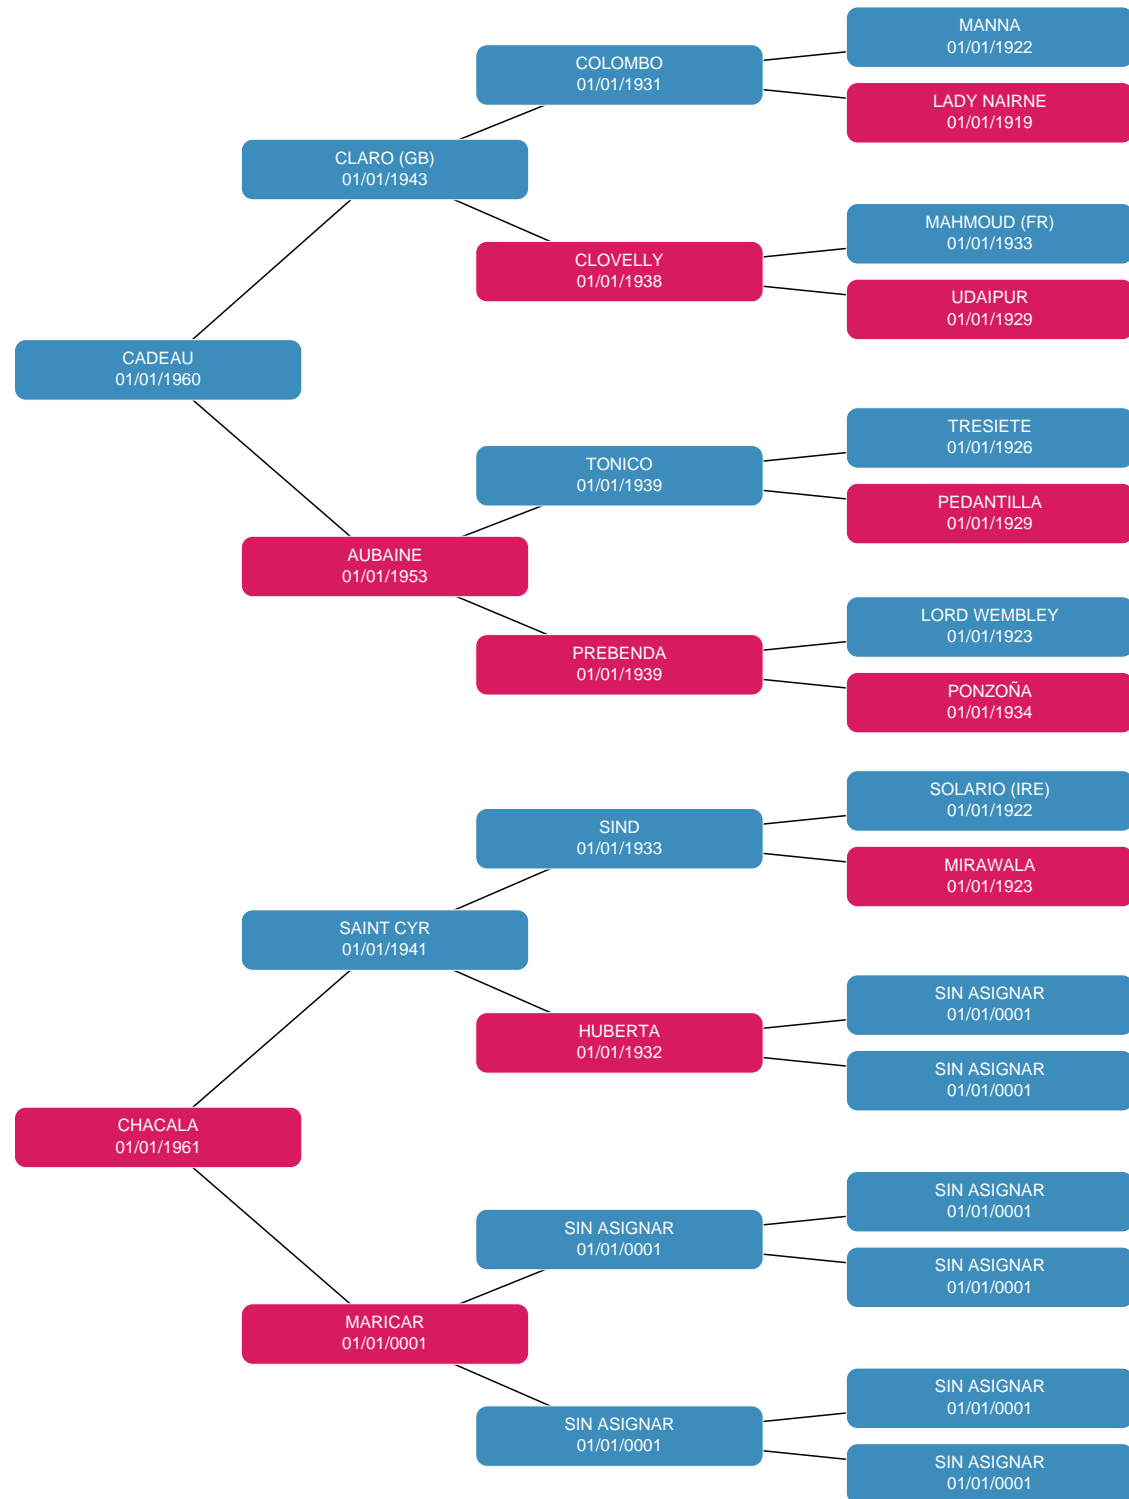 MANNA
01/01/1922
COLOMBO
01/01/1931
LADY NAIRNE
01/01/1919
CLARO (GB)
01/01/1943
MAHMOUD (FR)
01/01/1933
CLOVELLY
01/01/1938
UDAIPUR
01/01/1929
CADEAU
01/01/1960
TRESIETE
01/01/1926
TONICO
01/01/1939
PEDANTILLA
01/01/1929
AUBAINE
01/01/1953
LORD WEMBLEY
01/01/1923
PREBENDA
01/01/1939
PONZOÑA
01/01/1934
SOLARIO (IRE)
01/01/1922
SIND
01/01/1933
MIRAWALA
01/01/1923
SAINT CYR
01/01/1941
SIN ASIGNAR
01/01/0001
HUBERTA
01/01/1932
SIN ASIGNAR
01/01/0001
CHACALA
01/01/1961
SIN ASIGNAR
01/01/0001
SIN ASIGNAR
01/01/0001
SIN ASIGNAR
01/01/0001
MARICAR
01/01/0001
SIN ASIGNAR
01/01/0001
SIN ASIGNAR
01/01/0001
SIN ASIGNAR
01/01/0001